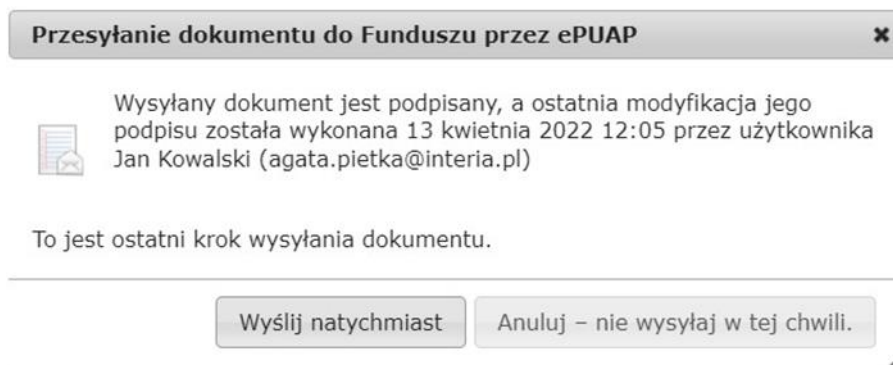 Przesyłanie dokumentu do Funduszu przez ePUAP
Wysyłany dokument jest podpisany, a ostatnia modyfikacja jego
podpisu została wykonana 13 kwietnia 2022 12:05 przez użytkownika
Jan Kowalski (agata.pietka@interia.pl)
To jest ostatni krok wysyłania dokumentu.
Wyślij natychmiast Anuluj – nie wysyłaj w tej chwili.